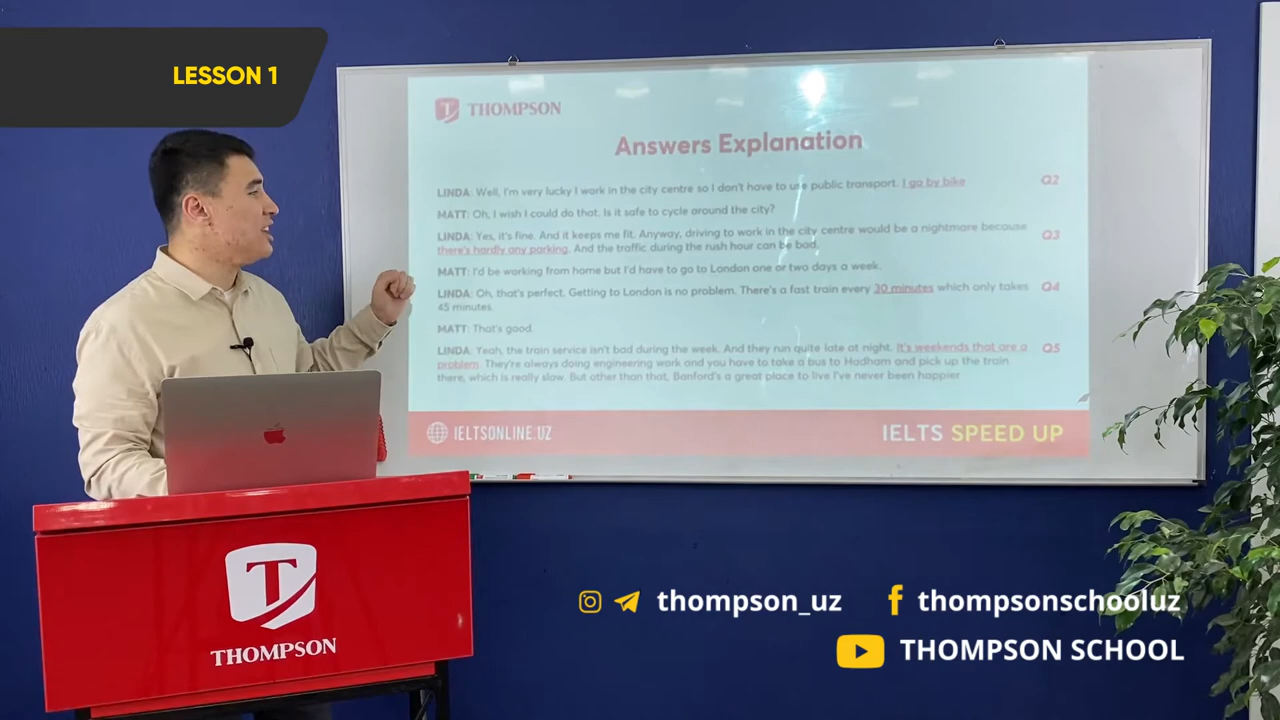 LESSON 1
T THOMPSON
Answers Explanation
LINDA: Well, I'm very lucky I work in the city centre so I don't have to use public transport. I go by bike Q2
MATT: Oh, I wish I could do that. Is it safe to cycle around the city?
LINDA: Yes, it's fine. And it keeps me fit. Anyway, driving to work in the city centre would be a nightmare because Q3
there's hardly any parking. And the traffic during the rush hour can be bad.
MATT: I'd be working from home but I'd have to go to London one or two days a week.
LINDA: Oh, that's perfect. Getting to London is no problem. There's a fast train every 30 minutes which only takes Q4
45 minutes.
MATT: That's good
LINDA: Yeah, the train service isn't bad during the week. And they run quite late at night. It's weekends that are a Q5
problem. They're always doing engineering work and you have to take a bus to Hadham and pick up the train
there, which is really slow. But other than that, Banford's a great place to live I've never been happier
IELTSONLINE.UZ
IELTS SPEED UP
T
THOMPSON
thompson_uz
thompsonschooluz
THOMPSON SCHOOL